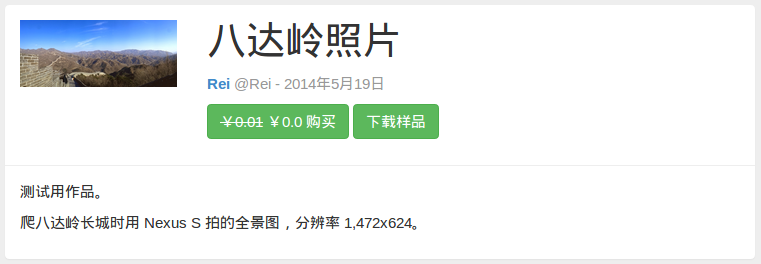 八达岭照片
Rei @Rei - 2014年5月19日
￥0.01 ￥0.0 购买 下载样品
测试用作品。
爬八达岭长城时用 Nexus S 拍的全景图，分辨率 1,472x624。